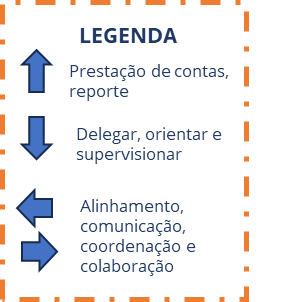 LEGENDA
Prestação de contas,
reporte
Delegar, orientar e
supervisionar
Alinhamento,
comunicação,
coordenação e
colaboração